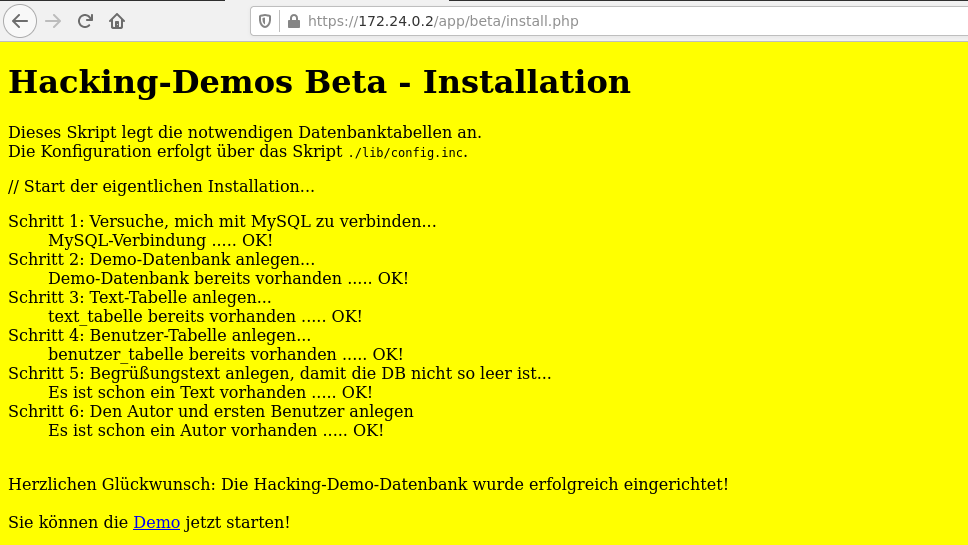 https://172.24.0.2/app/beta/install.php
Hacking-Demos Beta - Installation
Dieses Skript legt die notwendigen Datenbanktabellen an.
Die Konfiguration erfolgt über das Skript ./lib/config.inc.
// Start der eigentlichen Installation...
Schritt 1: Versuche, mich mit MySQL zu verbinden...
MySQL-Verbindung ..... OK!
Schritt 2: Demo-Datenbank anlegen...
Demo-Datenbank bereits vorhanden ..... OK!
Schritt 3: Text-Tabelle anlegen...
text_tabelle bereits vorhanden ..... OK!
Schritt 4: Benutzer-Tabelle anlegen...
benutzer_tabelle bereits vorhanden ..... OK!
Schritt 5: Begrüßungstext anlegen, damit die DB nicht so leer ist...
Es ist schon ein Text vorhanden ..... OK!
Schritt 6: Den Autor und ersten Benutzer anlegen
Es ist schon ein Autor vorhanden ..... OK!
Herzlichen Glückwunsch: Die Hacking-Demo-Datenbank wurde erfolgreich eingerichtet!
Sie können die Demo jetzt starten!